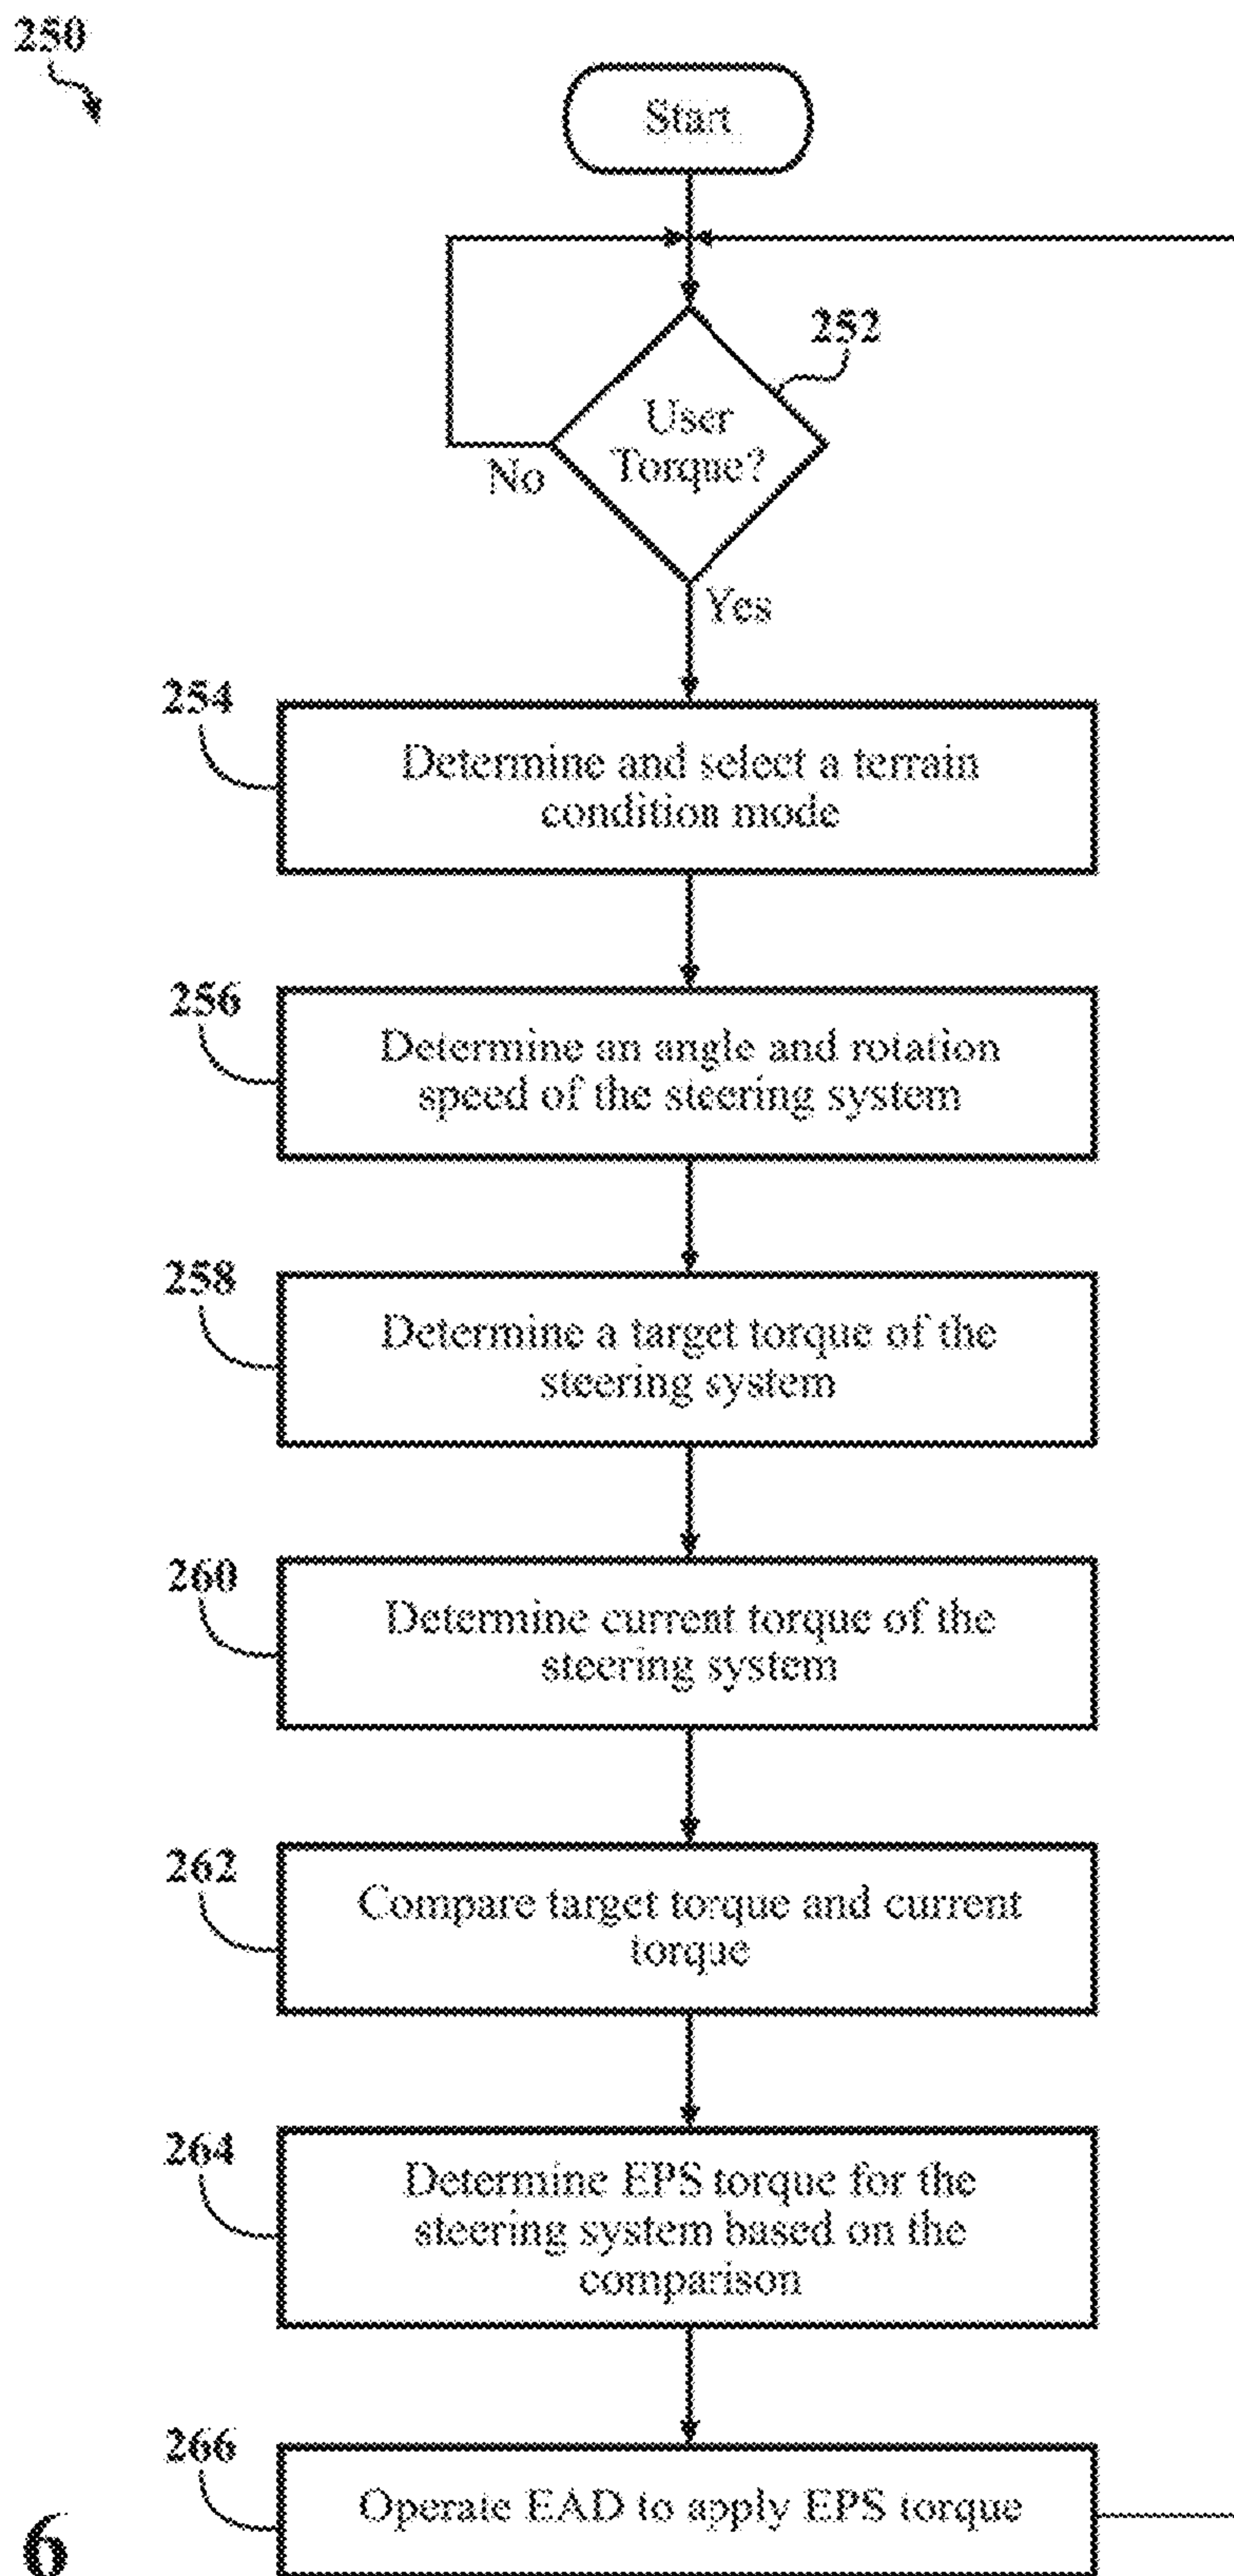 250
Start
252
User
Torque?
No
Yes
254
Determine and select a terrain
condition mode
256
Determine an angle and rotation
speed of the steering system
258
Determine a target torque of the
steering system
260
Determine current torque of the
steering system
262
Compare target torque and current
torque
264
Determine EPS torque for the
steering system based on the
comparison
266
Operate EAD to apply EPS torque
6